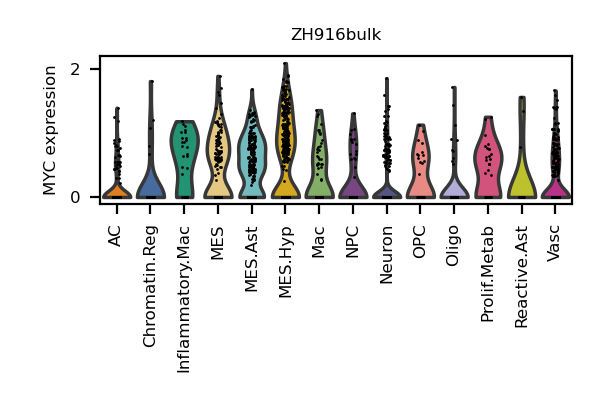 ZH916bulk
MYC expression
2
0
AC
Chromatin.Reg
Inflammatory.Mac
MES
MES.Ast
MES.Hyp
Mac
NPC
Neuron
OPC
Oligo
Prolif.Metab
Reactive.Ast
Vasc